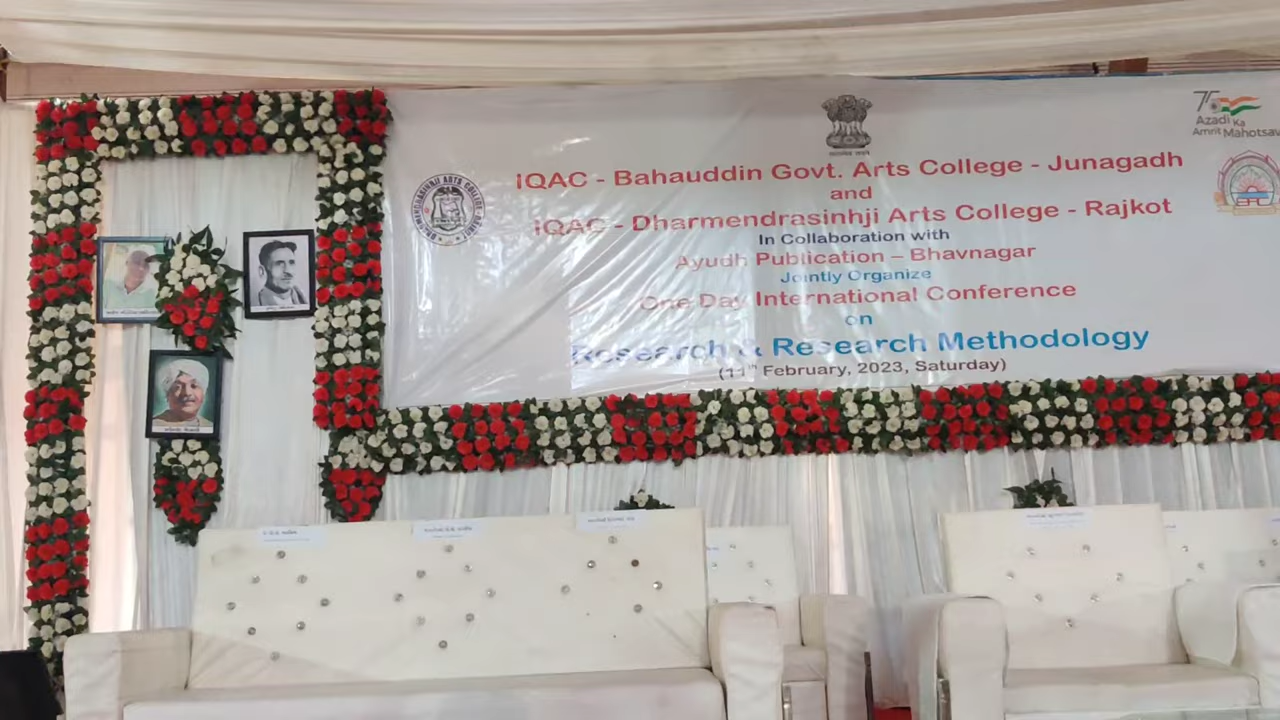 75
Azadi Ka
Amrit Mahotsav
IQAC - Bahauddin Govt. Arts College - Junagadh
and
IQAC - Dharmendrasinhji Arts College - Rajkot
In Collaboration with
Ayudh Publication – Bhavnagar
Jointly Organize
One Day International Conference
on
Research & Research Methodology
(11th February, 2023, Saturday)